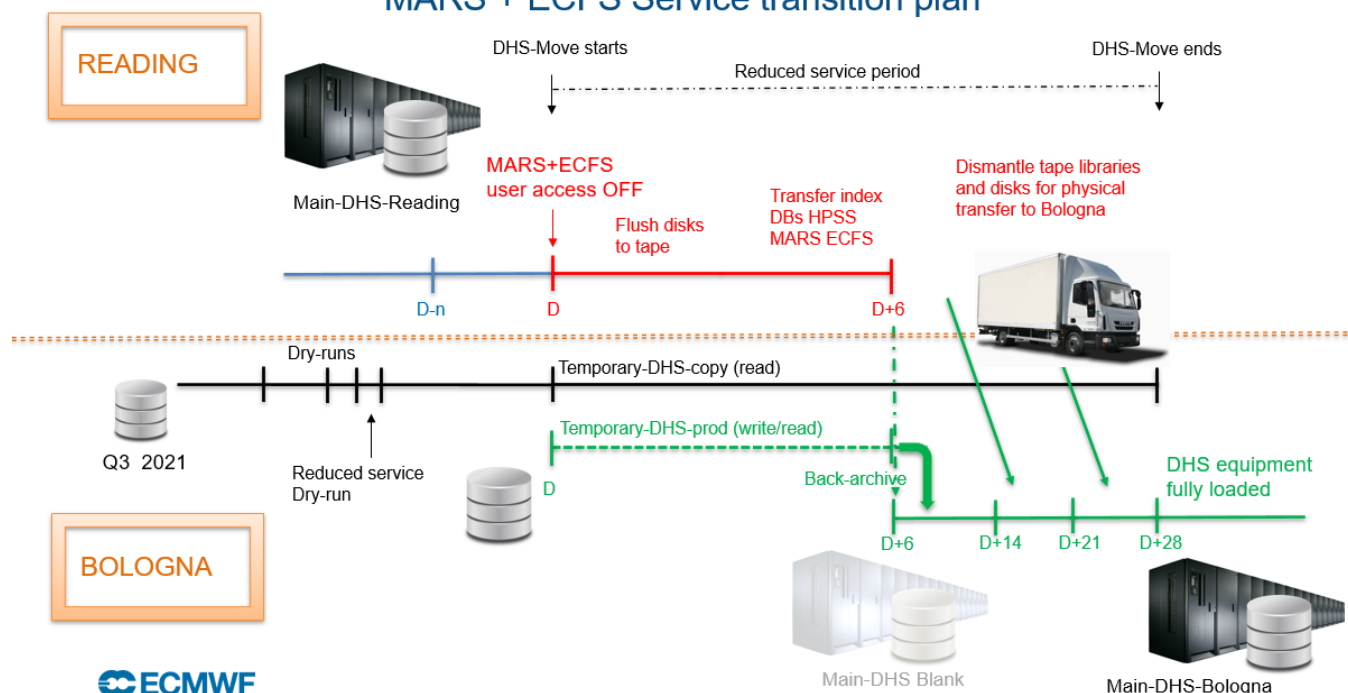 MARS + ECFS Service transition plan
READING
DHS-Move starts
DHS-Move ends
Reduced service period
Main-DHS-Reading
MARS+ECFS
user access OFF
Flush disks
to tape
Transfer index
DBs HPSS
MARS ECFS
Dismantle tape libraries
and disks for physical
transfer to Bologna
D-n
D
D+6
Dry-runs
Temporary-DHS-copy (read)
Q3 2021
Reduced service
Dry-run
Temporary-DHS-prod (write/read)
D
Back-archive
DHS equipment
fully loaded
D+6
D+14
D+21
D+28
BOLOGNA
Main-DHS Blank
Main-DHS-Bologna
ECMWF